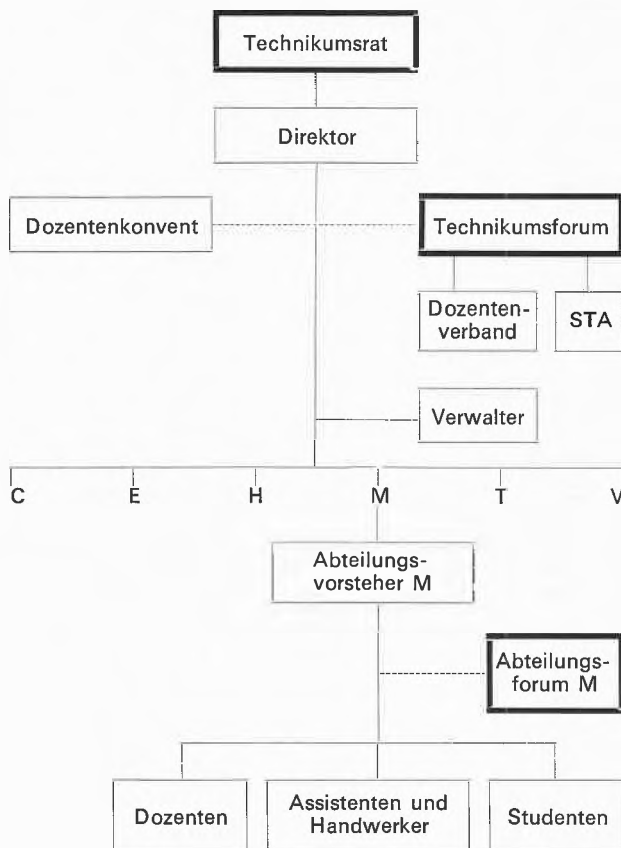 Technikumsrat
Direktor
Dozentenkonvent
Technikumsforum
Dozenten-
verband
STA
Verwalter
C E H M T V
Abteilungs-
vorsteher M
Abteilungs-
forum M
Dozenten
Assistenten und
Handwerker
Studenten